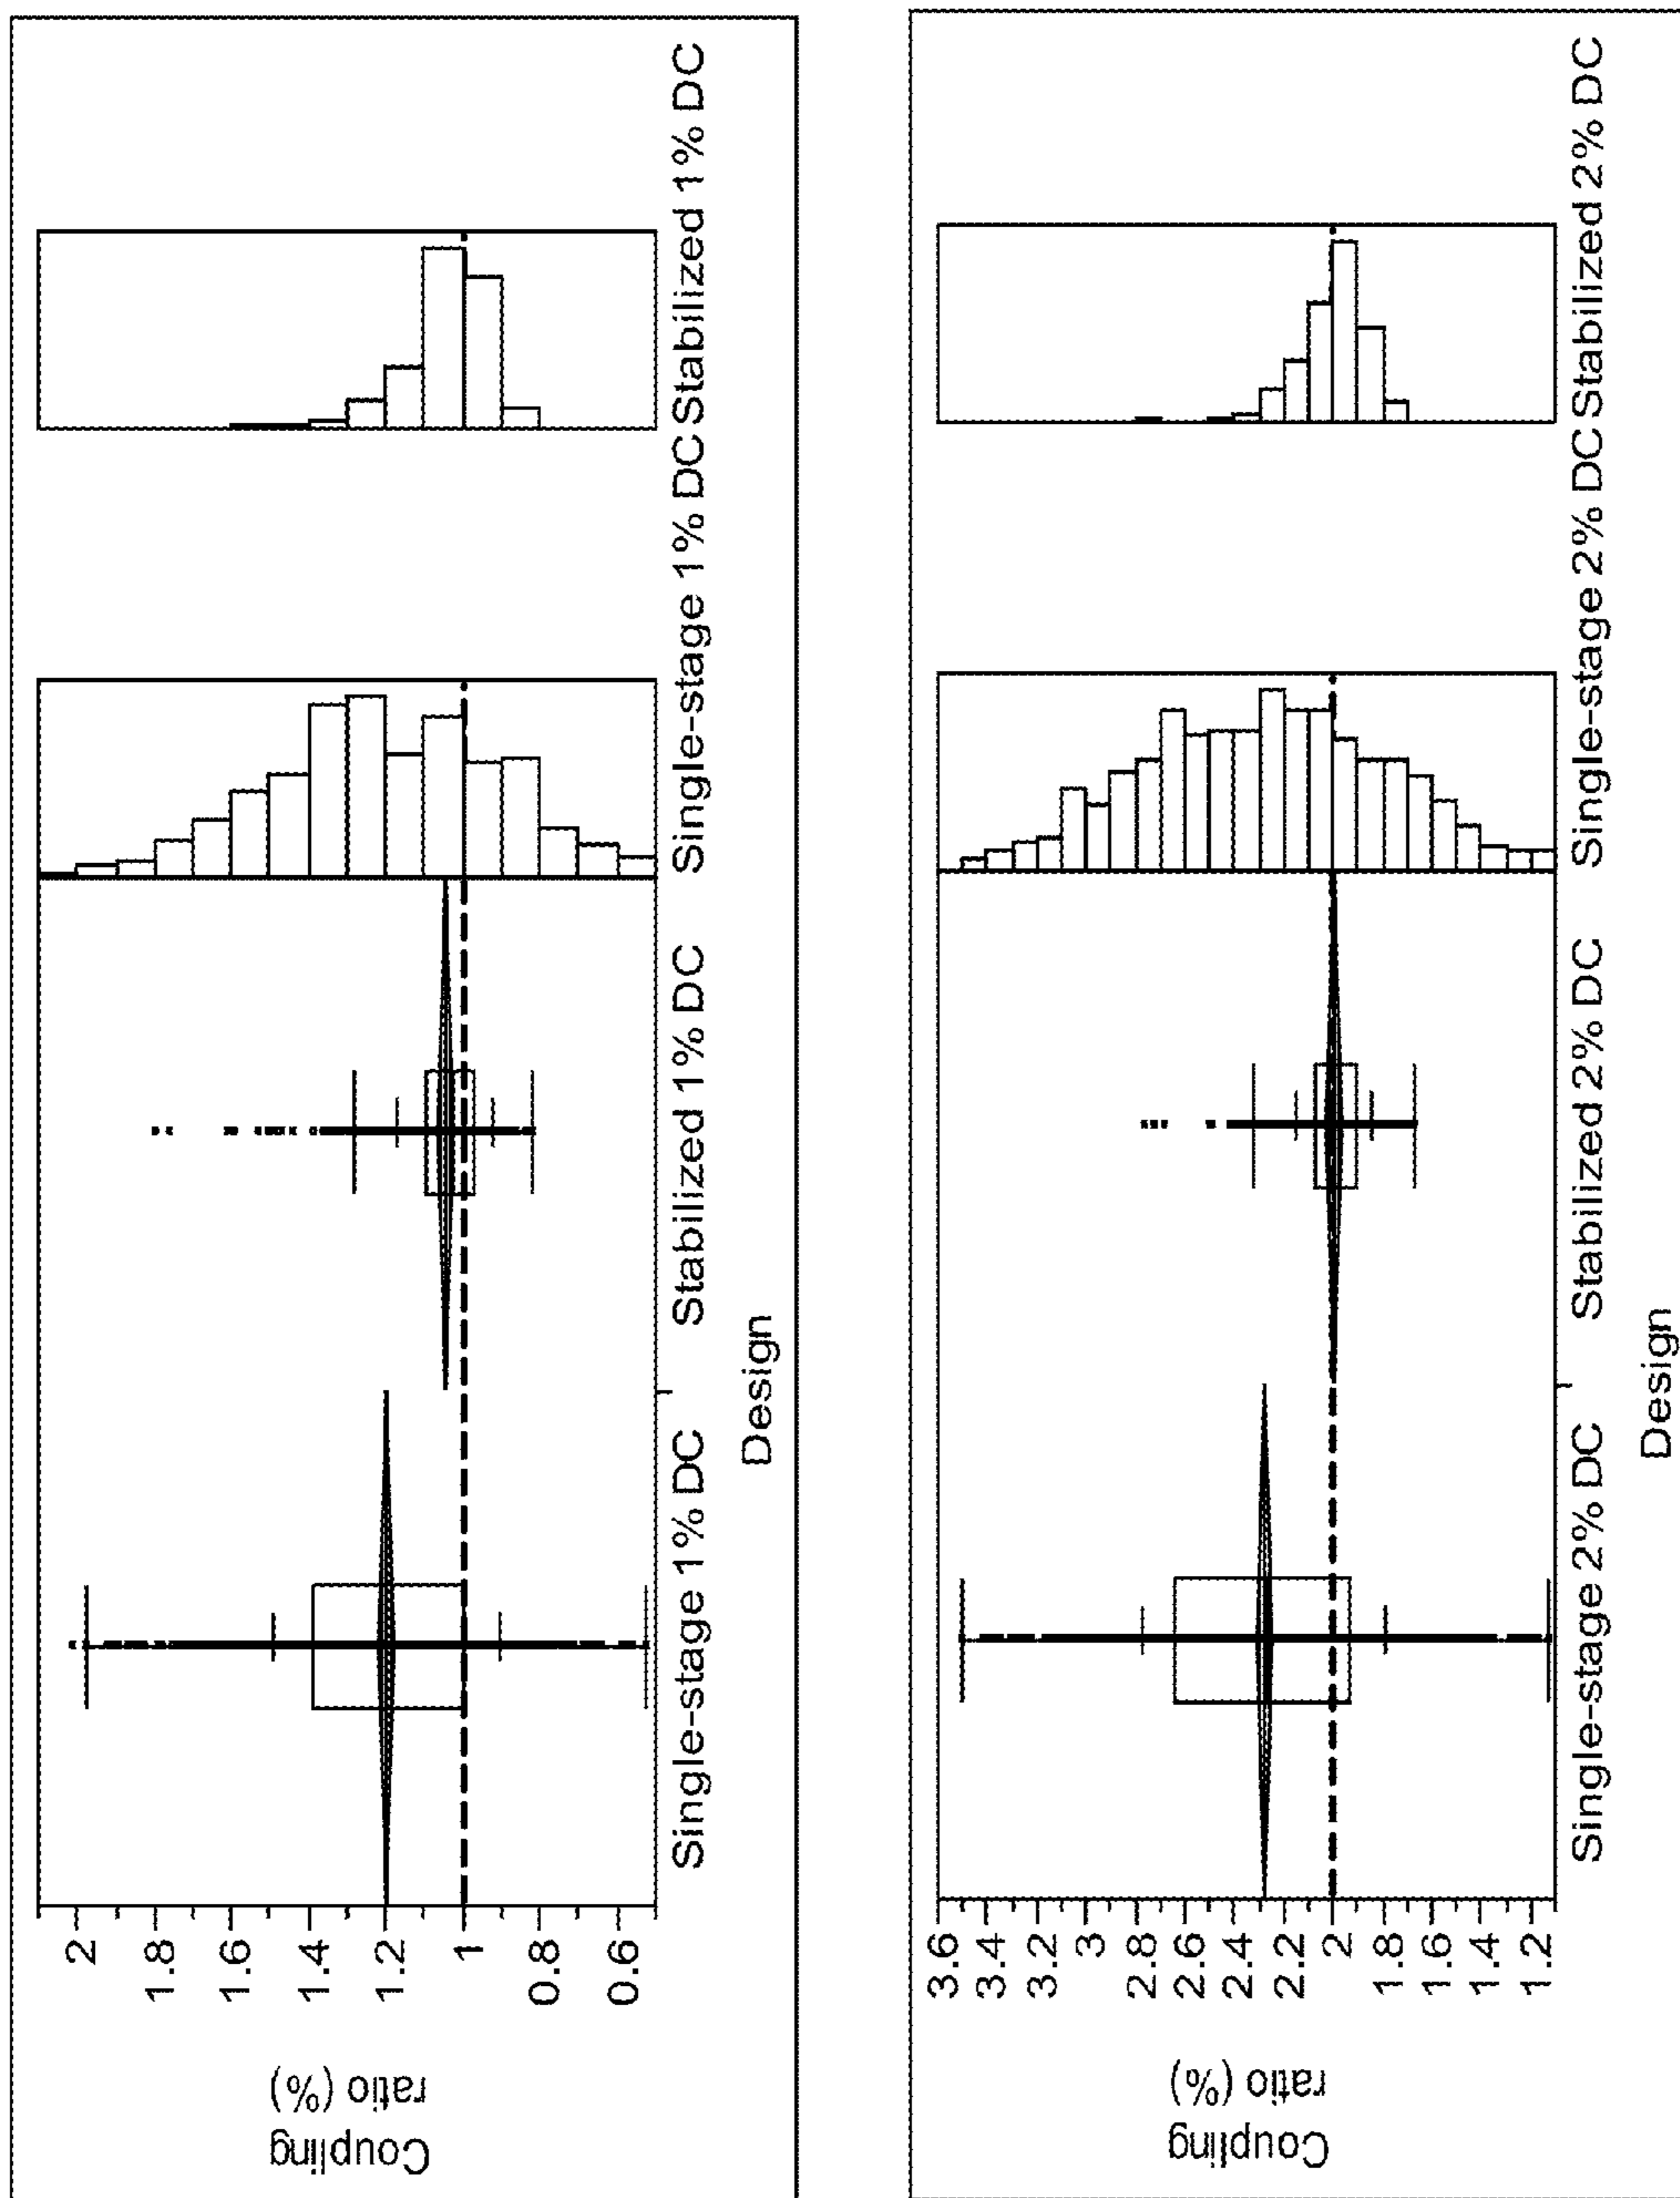 Coupling
ratio (%)
2
1.8
1.6
1.4
1.2
1
0.8
0.6
Single-stage 1% DC
Stabilized 1% DC
Single-stage 1% DC
Stabilized 1% DC
Design
Coupling
ratio (%)
3.6
3.4
3.2
3
2.8
2.6
2.4
2.2
2
1.8
1.6
1.4
1.2
Single-stage 2% DC
Stabilized 2% DC
Single-stage 2% DC
Stabilized 2% DC
Design